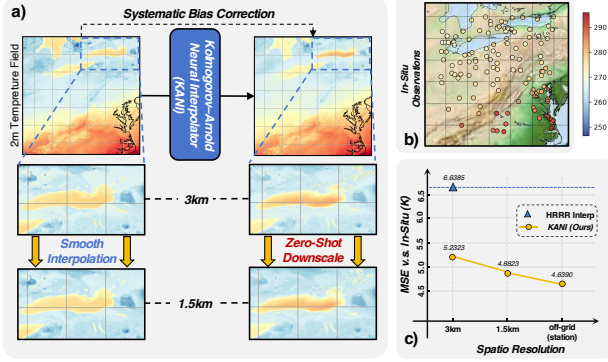 a)
Systematic Bias Correction
2m Tempreture Field
Kolmogorov–Arnold
Neural Interpolator
(KANI)
3km
Smooth
Interpolation
Zero-Shot
Downscale
1.5km
In-Situ
Observations
290
280
270
260
250
b)
MSE v.s. In-Situ (K)
6.6385
6.5
6.0
5.5
5.0
4.5
HRRR Interp
KANI (Ours)
5.2323
4.8823
4.6390
3km
1.5km
off-grid
(station)
c)
Spatio Resolution